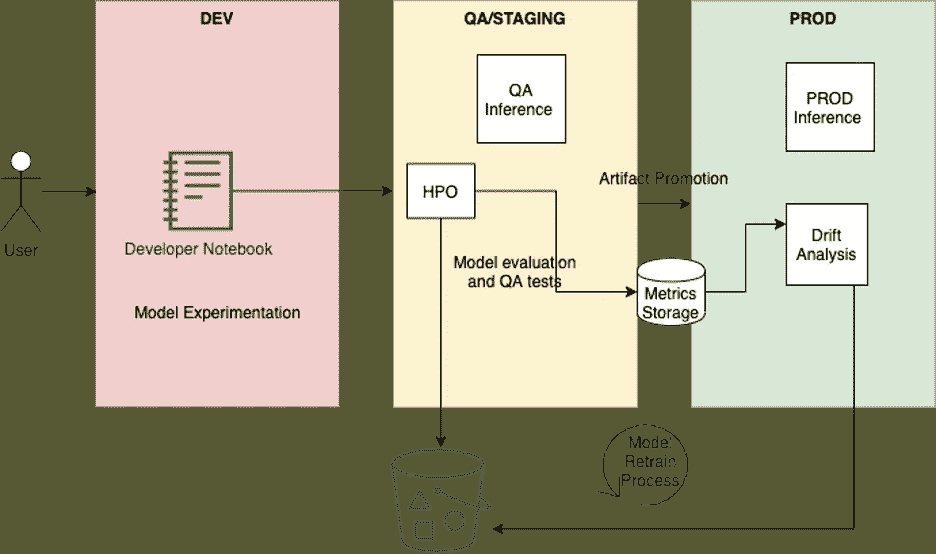 DEV
QA/STAGING
PROD
QA
Inference
PROD
Inference
HPO
Artifact Promotion
User
Developer Notebook
Drift
Analysis
Model evaluation
and QA tests
Metrics
Storage
Model Experimentation
Model
Retrain
Process